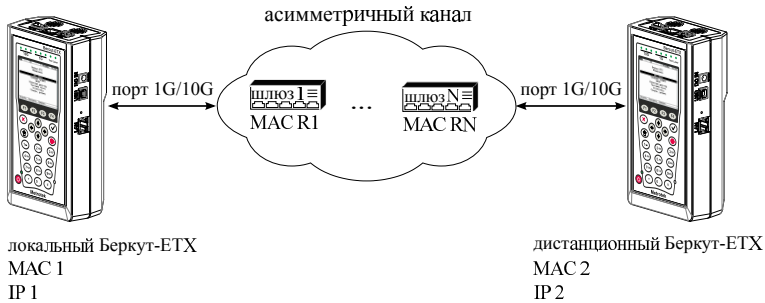 асимметричный канал
порт 1G/10G
шлюз 1
MAC R1
...
шлюз N
MAC RN
порт 1G/10G
локальный Беркут-ETX
MAC 1
IP 1
дистанционный Беркут-ETX
MAC 2
IP 2